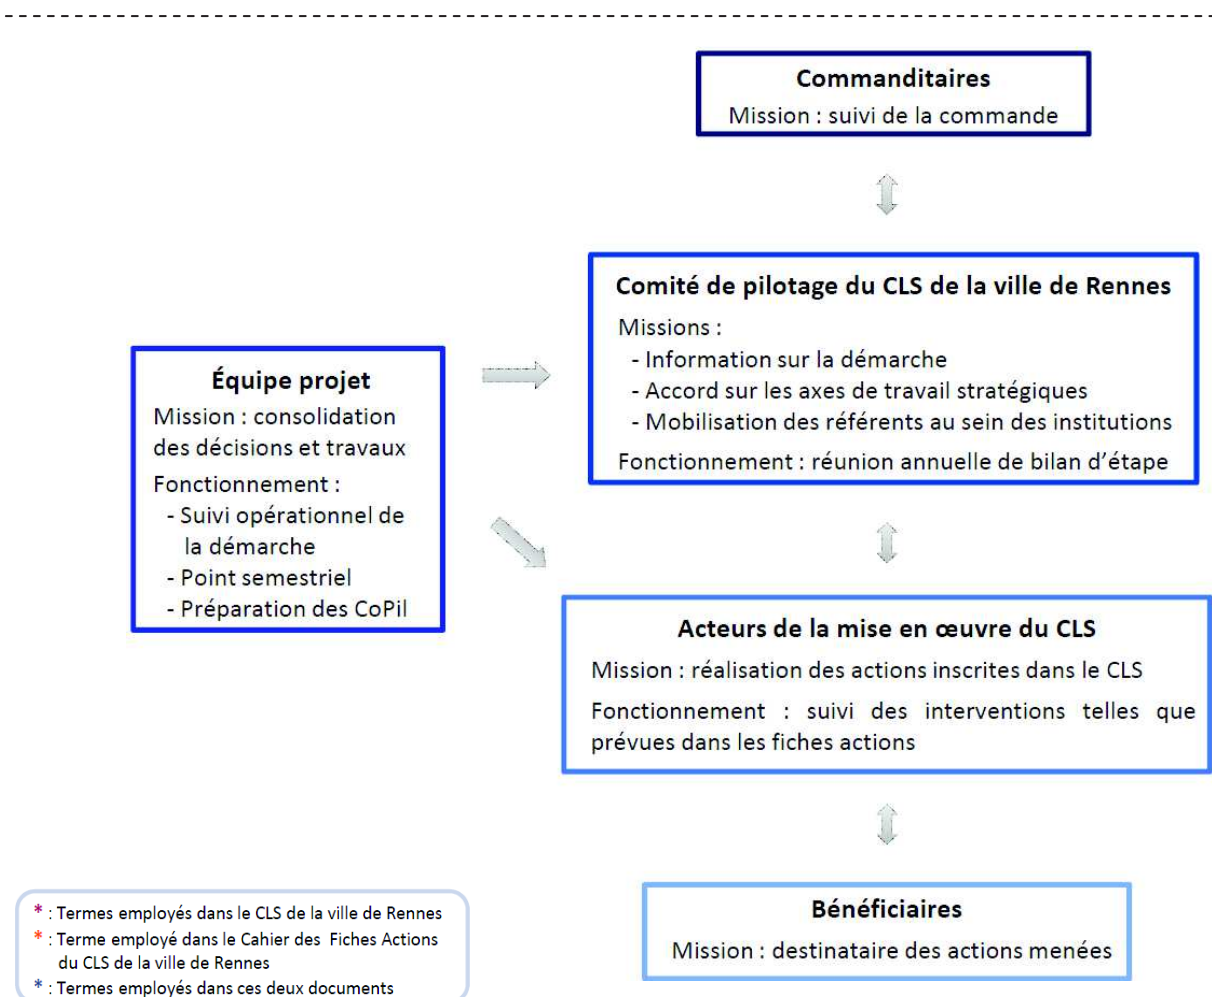 Commanditaires
Mission : suivi de la commande
Comité de pilotage du CLS de la ville de Rennes
Missions :
- Information sur la démarche
- Accord sur les axes de travail stratégiques
- Mobilisation des référents au sein des institutions
Fonctionnement : réunion annuelle de bilan d’étape
Équipe projet
Mission : consolidation
des décisions et travaux
Fonctionnement :
- Suivi opérationnel de
la démarche
- Point semestriel
- Préparation des CoPil
Acteurs de la mise en œuvre du CLS
Mission : réalisation des actions inscrites dans le CLS
Fonctionnement : suivi des interventions telles que
prévues dans les fiches actions
Bénéficiaires
Mission : destinataire des actions menées
* : Termes employés dans le CLS de la ville de Rennes
* : Terme employé dans le Cahier des Fiches Actions
du CLS de la ville de Rennes
* : Termes employés dans ces deux documents